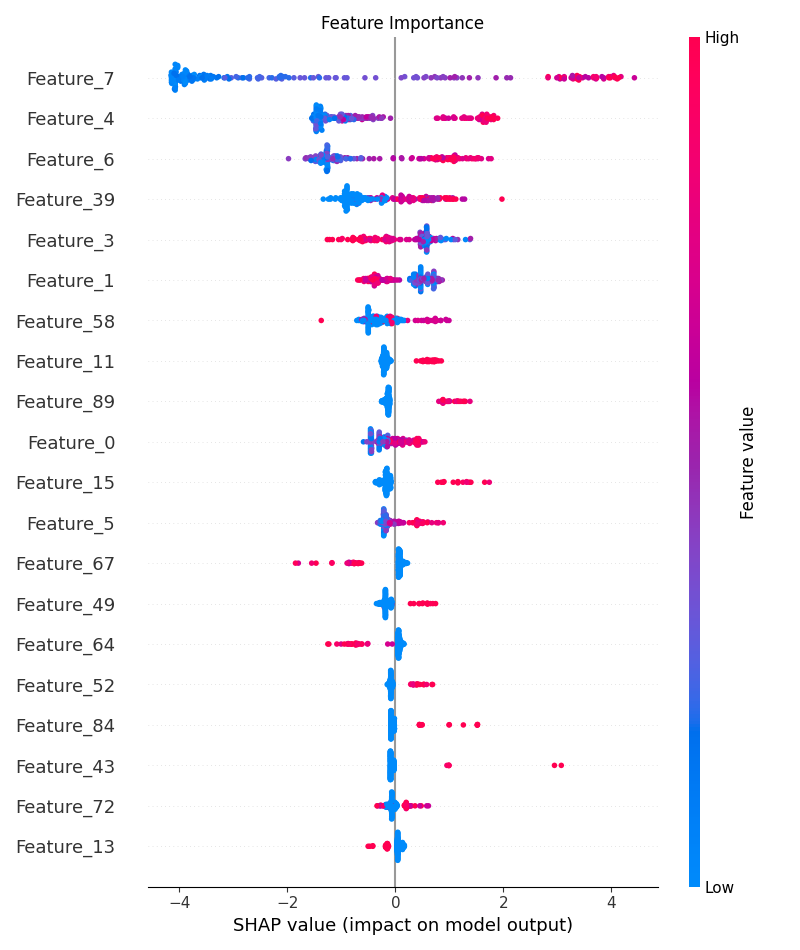 Feature Importance
High
Feature_7
Feature_4
Feature_6
Feature_39
Feature_3
Feature_1
Feature_58
Feature_11
Feature_89
Feature_0
Feature_15
Feature_5
Feature_67
Feature_49
Feature_64
Feature_52
Feature_84
Feature_43
Feature_72
Feature_13
Feature value
Low
−4 −2 0 2 4
SHAP value (impact on model output)